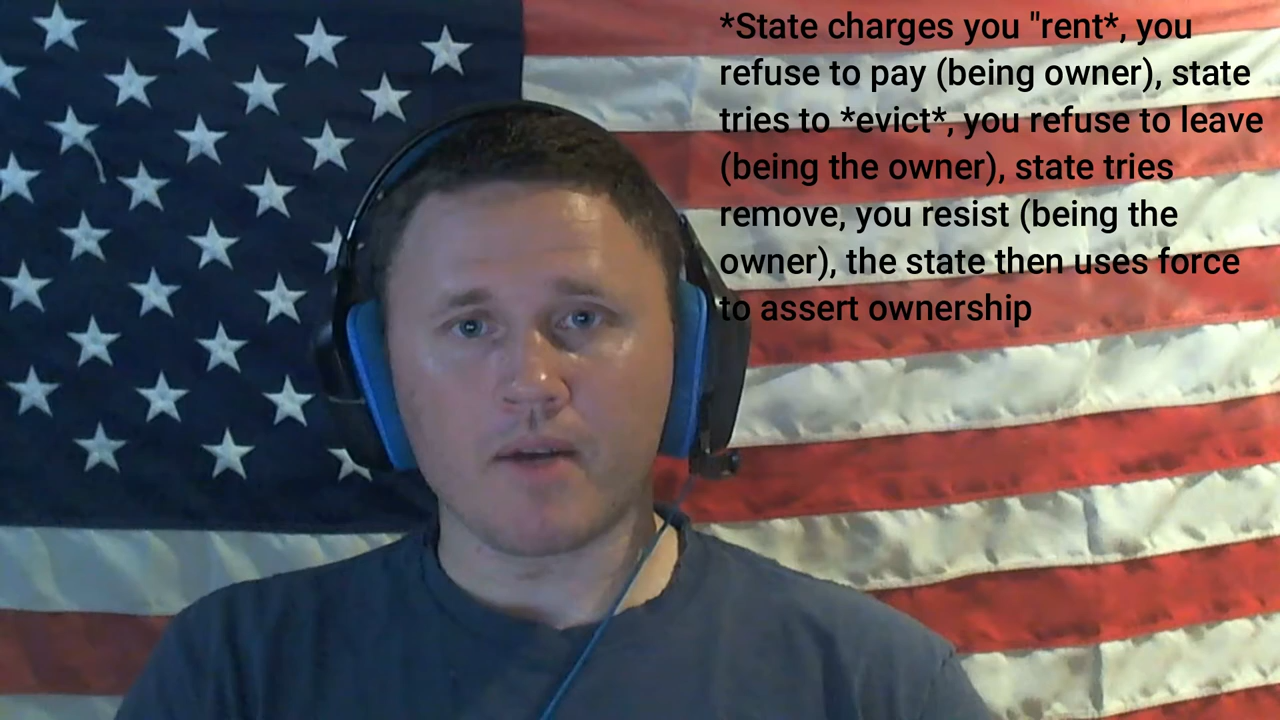 *State charges you "rent*, you
refuse to pay (being owner), state
tries to *evict*, you refuse to leave
(being the owner), state tries
remove, you resist (being the
owner), the state then uses force
to assert ownership